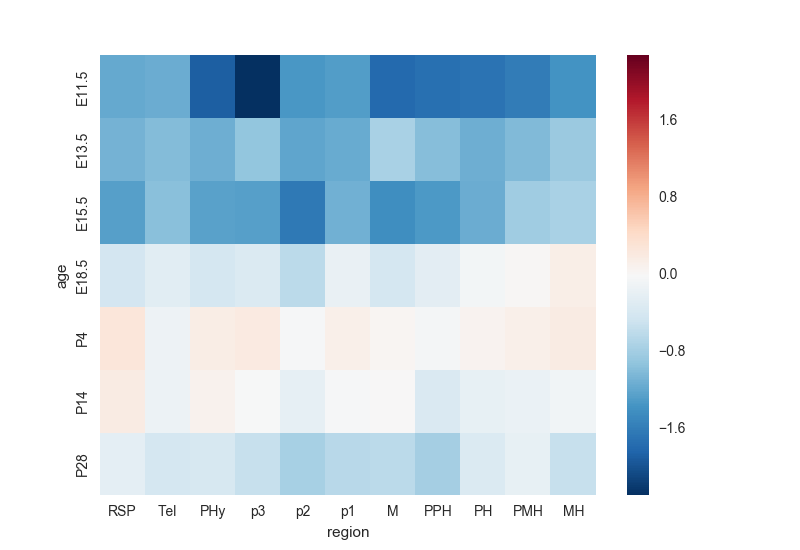 E11.5
E13.5
E15.5
E18.5
P4
P14
P28
age
RSP Tel PHy p3 p2 p1 M PPH PH PMH MH
region
1.6
0.8
0.0
−0.8
−1.6